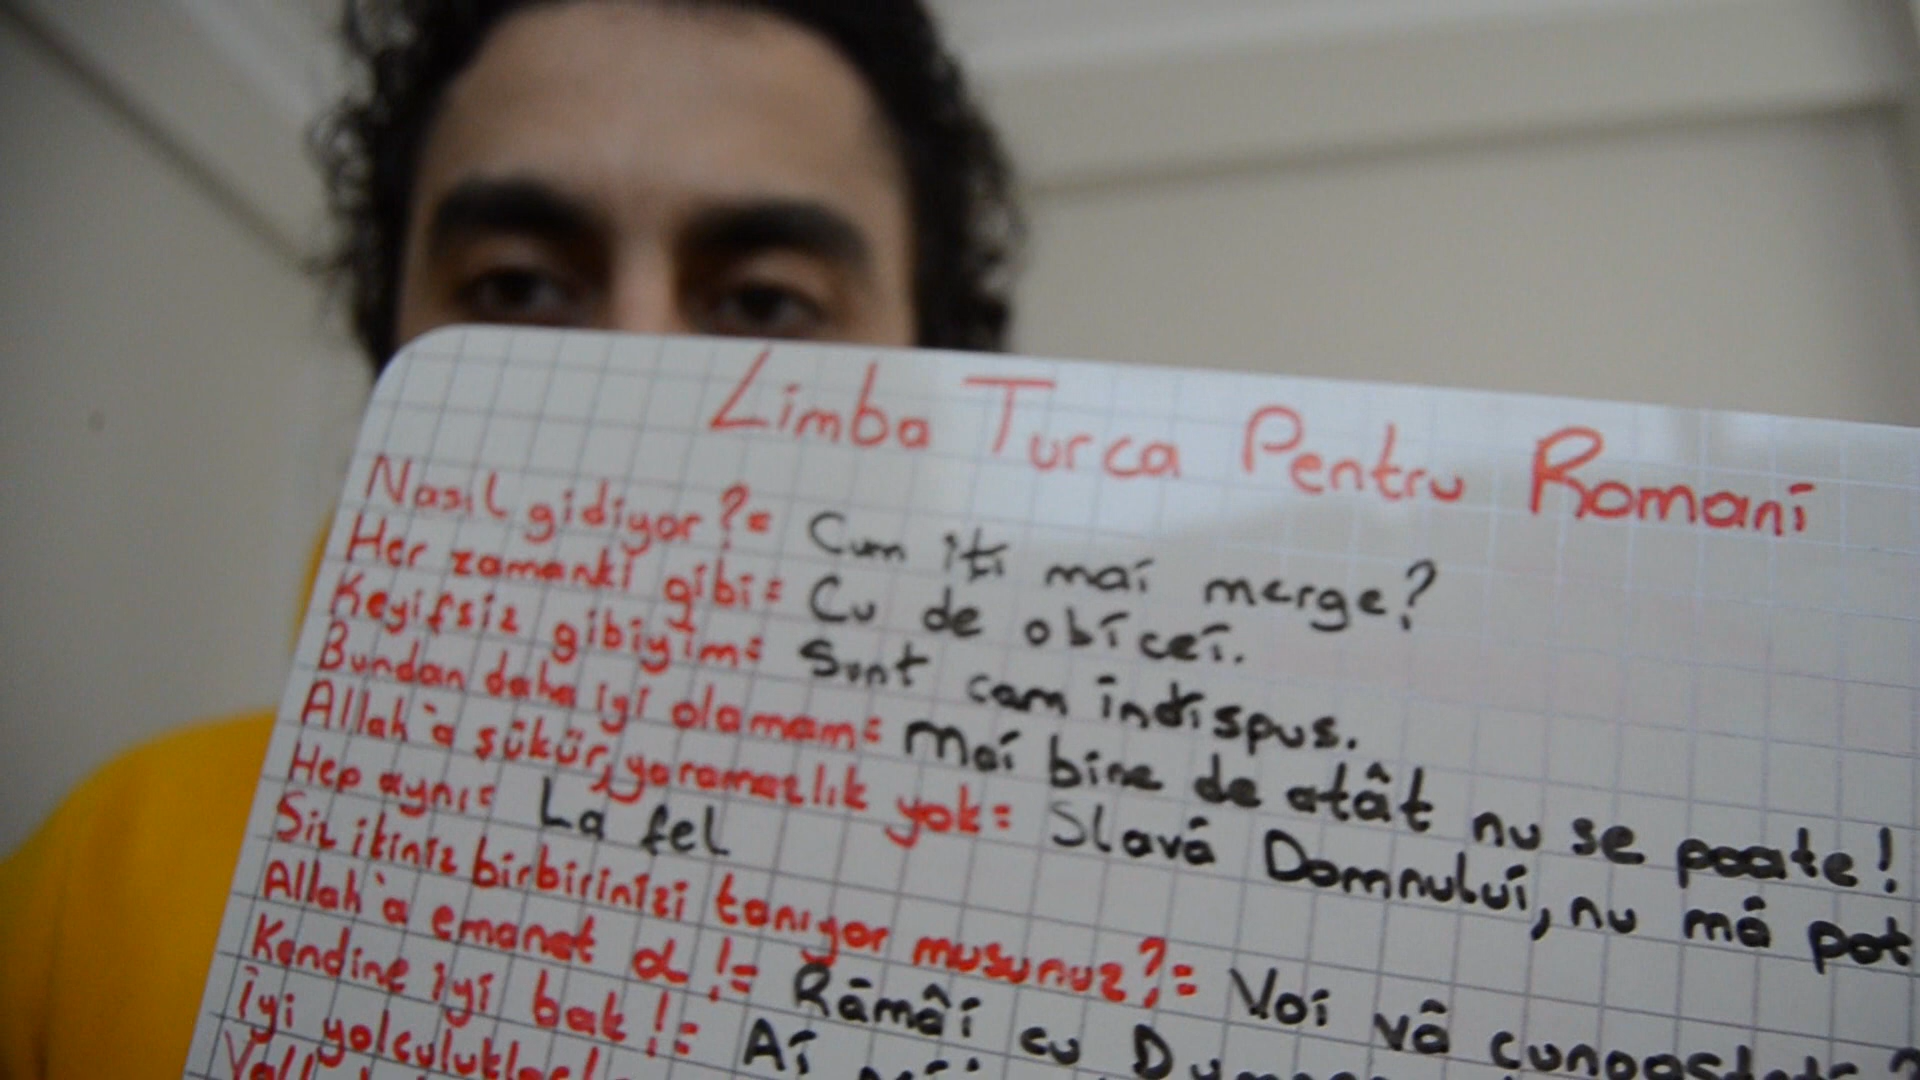 Limba Turca Pentru Romani
Nasıl gidiyor?= Cum îți mai merge?
Her zamanki gibi= Cu de obicei.
Keyifsiz gibiyim= Sunt cam indispus.
Bundan daha iyi olamam= Mai bine de atât nu se poate!
Allah'a şükür, yaramazlık yok= Slavă Domnului, nu mă pot
Hep aynı= La fel
Siz ikiniz birbirinizi tanıyor musunuz?= Voi vă cunoașteți?
Allah'a emanet ol!= Rămâi cu
Kendine iyi bak!= Ai
İyi yolculuklar!